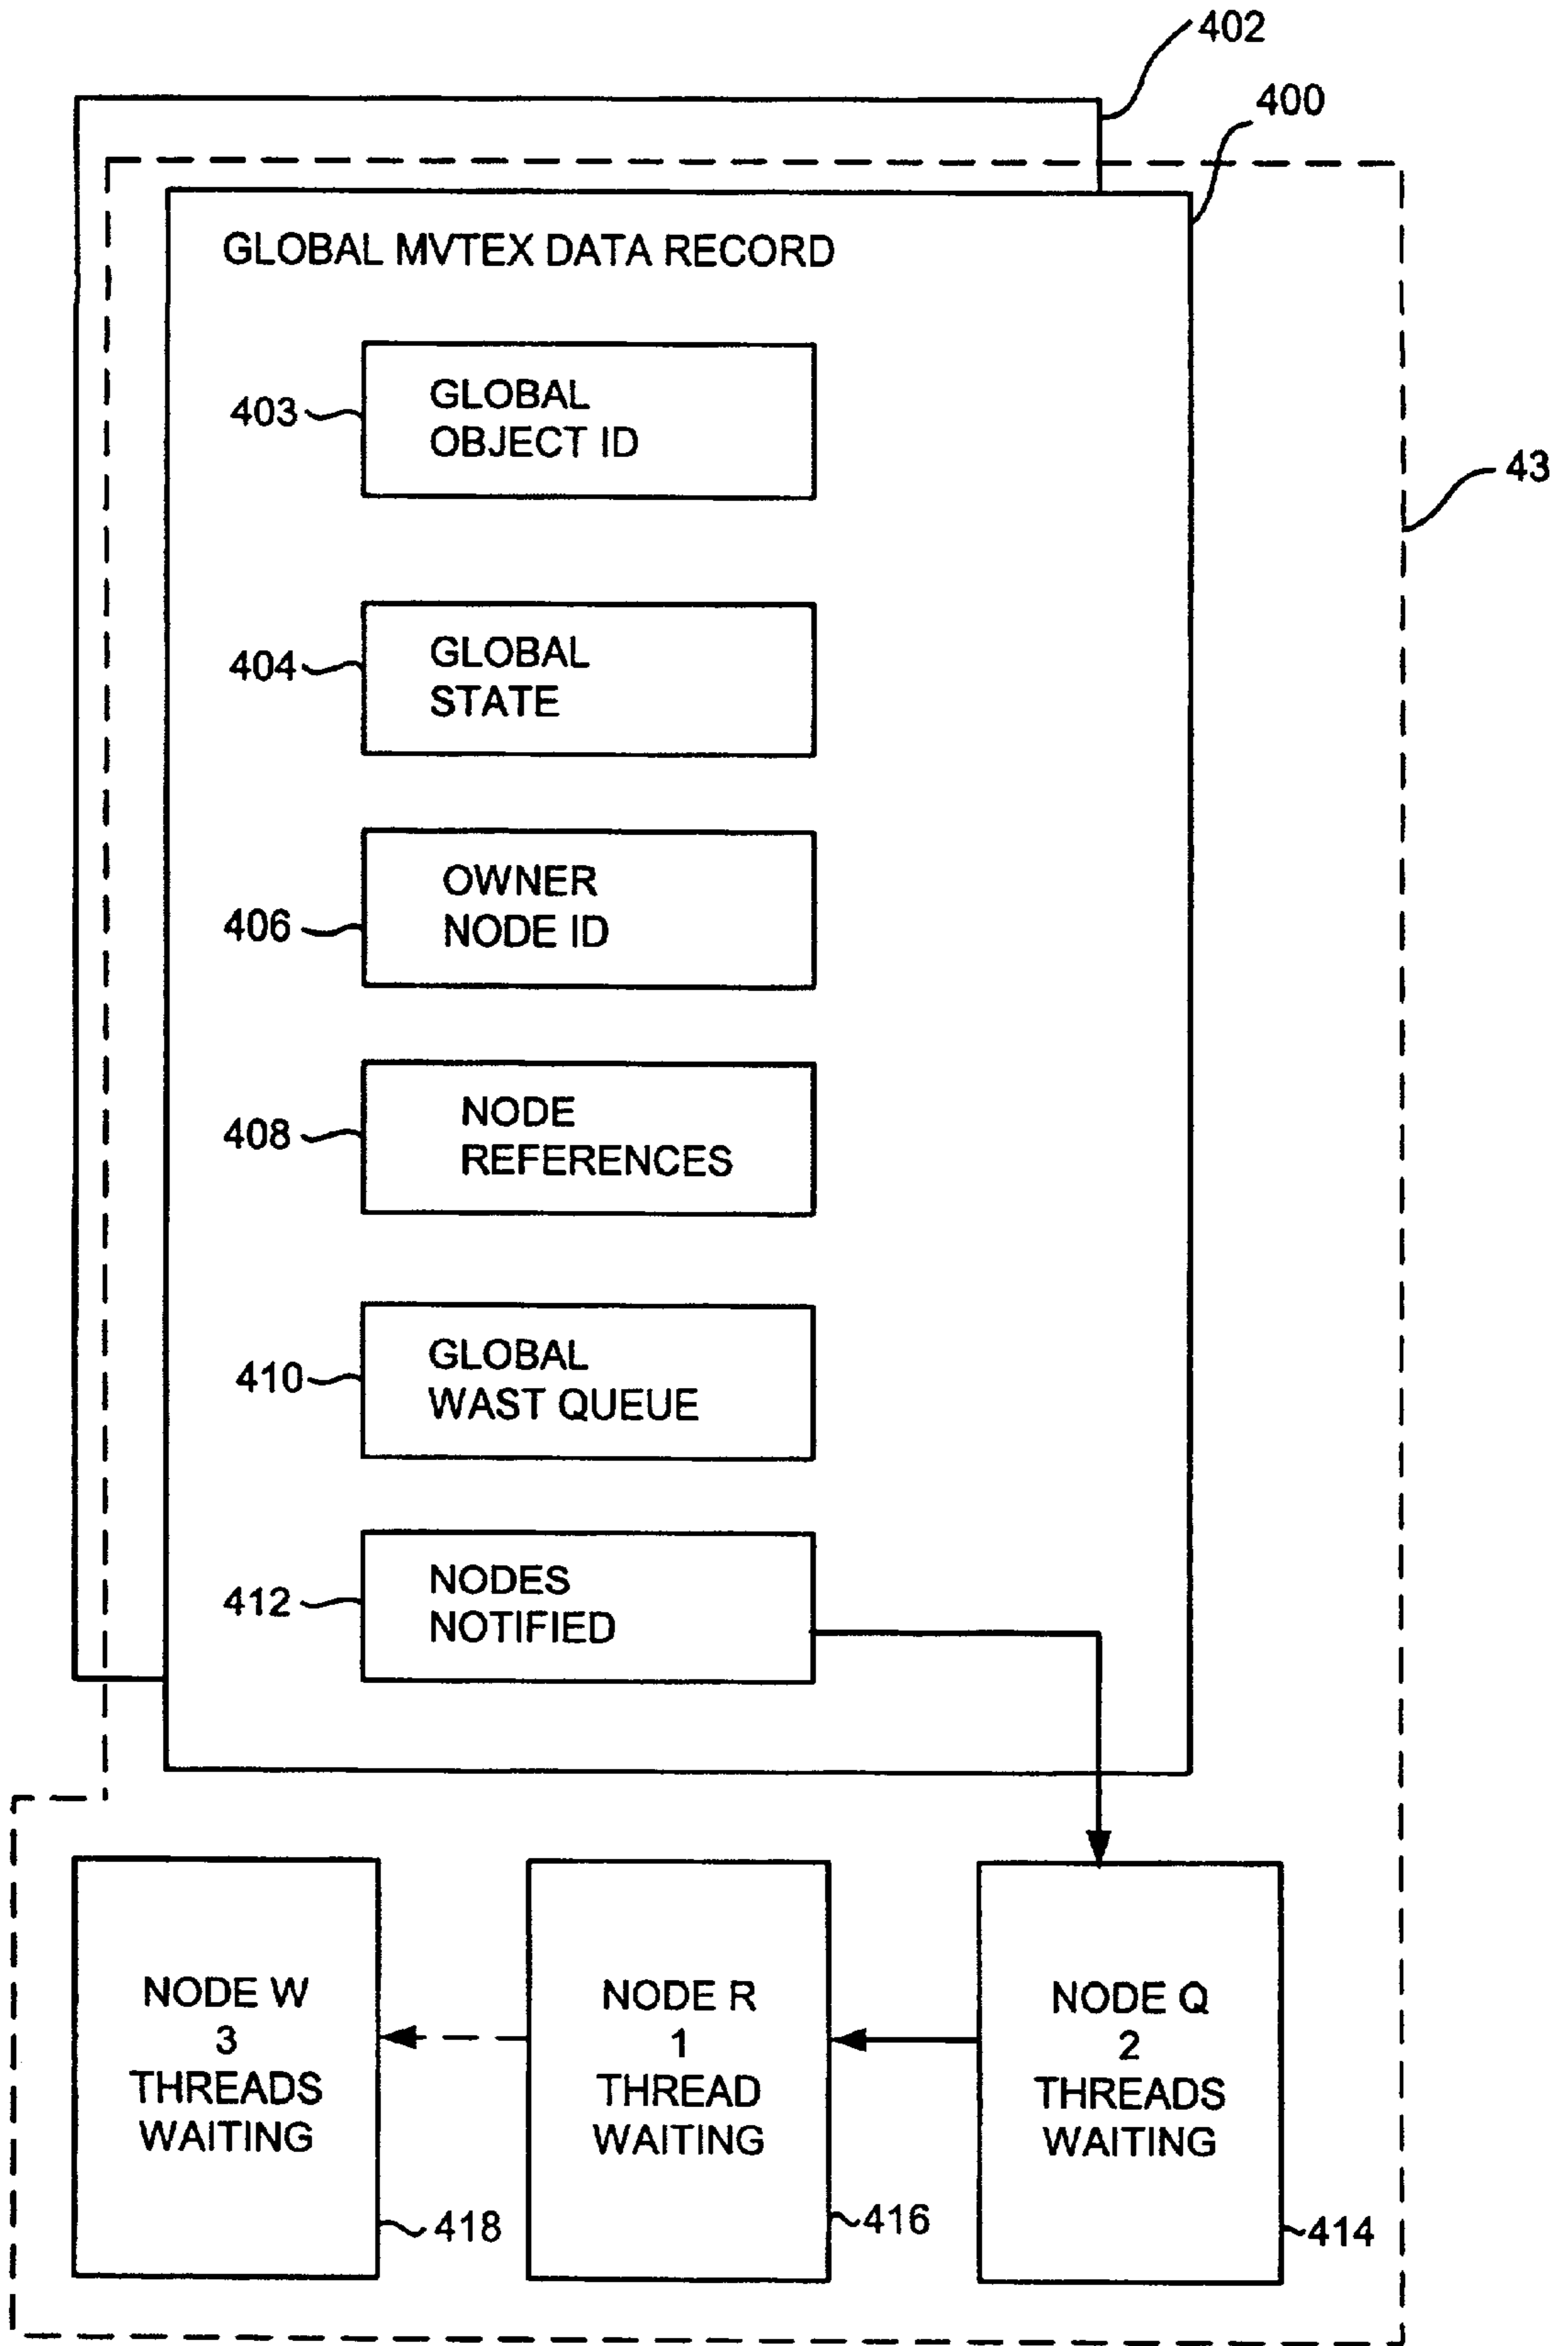 402
400
GLOBAL MVTEX DATA RECORD
403
GLOBAL
OBJECT ID
43
404
GLOBAL
STATE
406
OWNER
NODE ID
408
NODE
REFERENCES
410
GLOBAL
WAST QUEUE
412
NODES
NOTIFIED
NODE W
3
THREADS
WAITING
418
NODE R
1
THREAD
WAITING
416
NODE Q
2
THREADS
WAITING
414